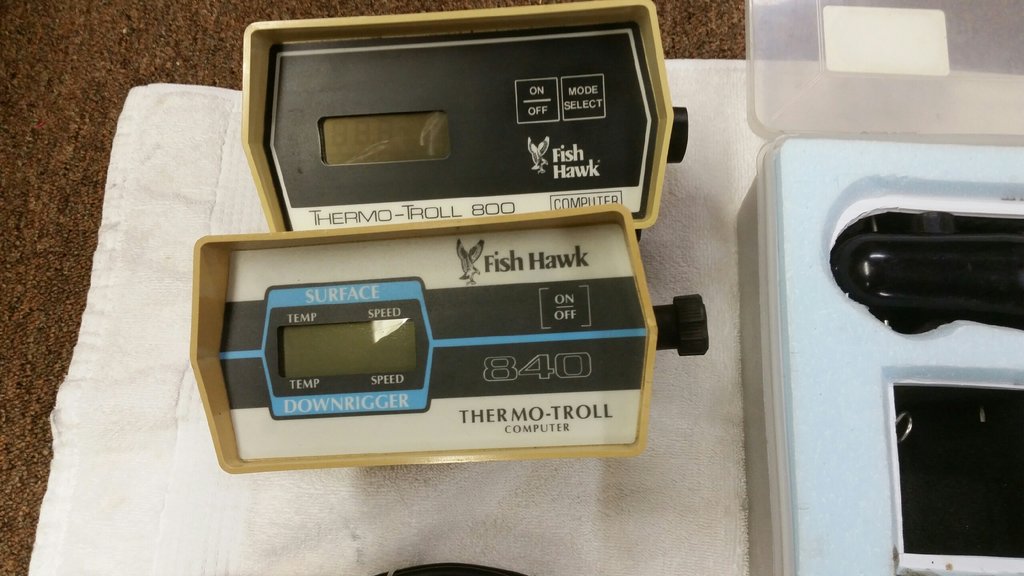 ON
OFF
MODE
SELECT
Fish
Hawk
THERMO-TROLL 800
COMPUTER
Fish Hawk
SURFACE
TEMP SPEED
ON
OFF
840
TEMP SPEED
DOWNRIGGER
THERMO-TROLL
COMPUTER